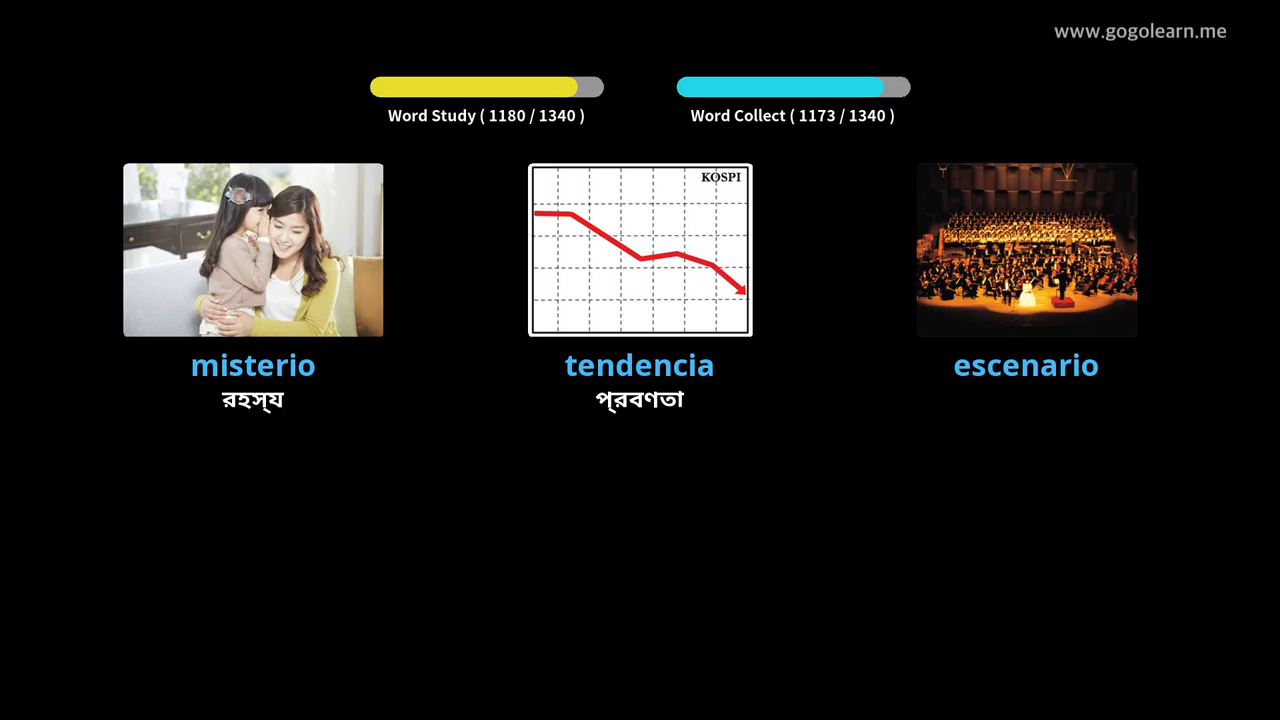 www.gogolearn.me
Word Study ( 1180 / 1340 )
Word Collect ( 1173 / 1340 )
KOSPI
misterio
রহস্য
tendencia
প্রবণতা
escenario